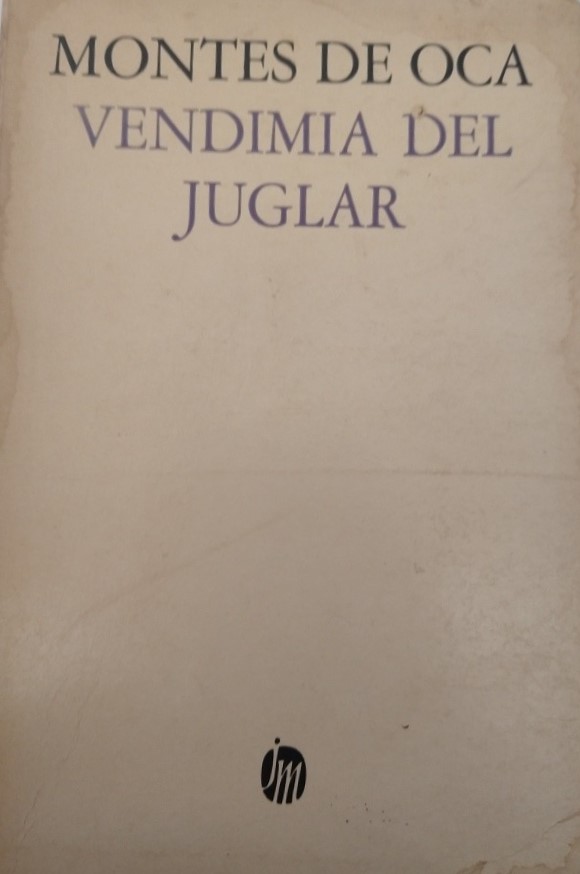 MONTES DE OCA
VENDIMIA DEL
JUGLAR
jm